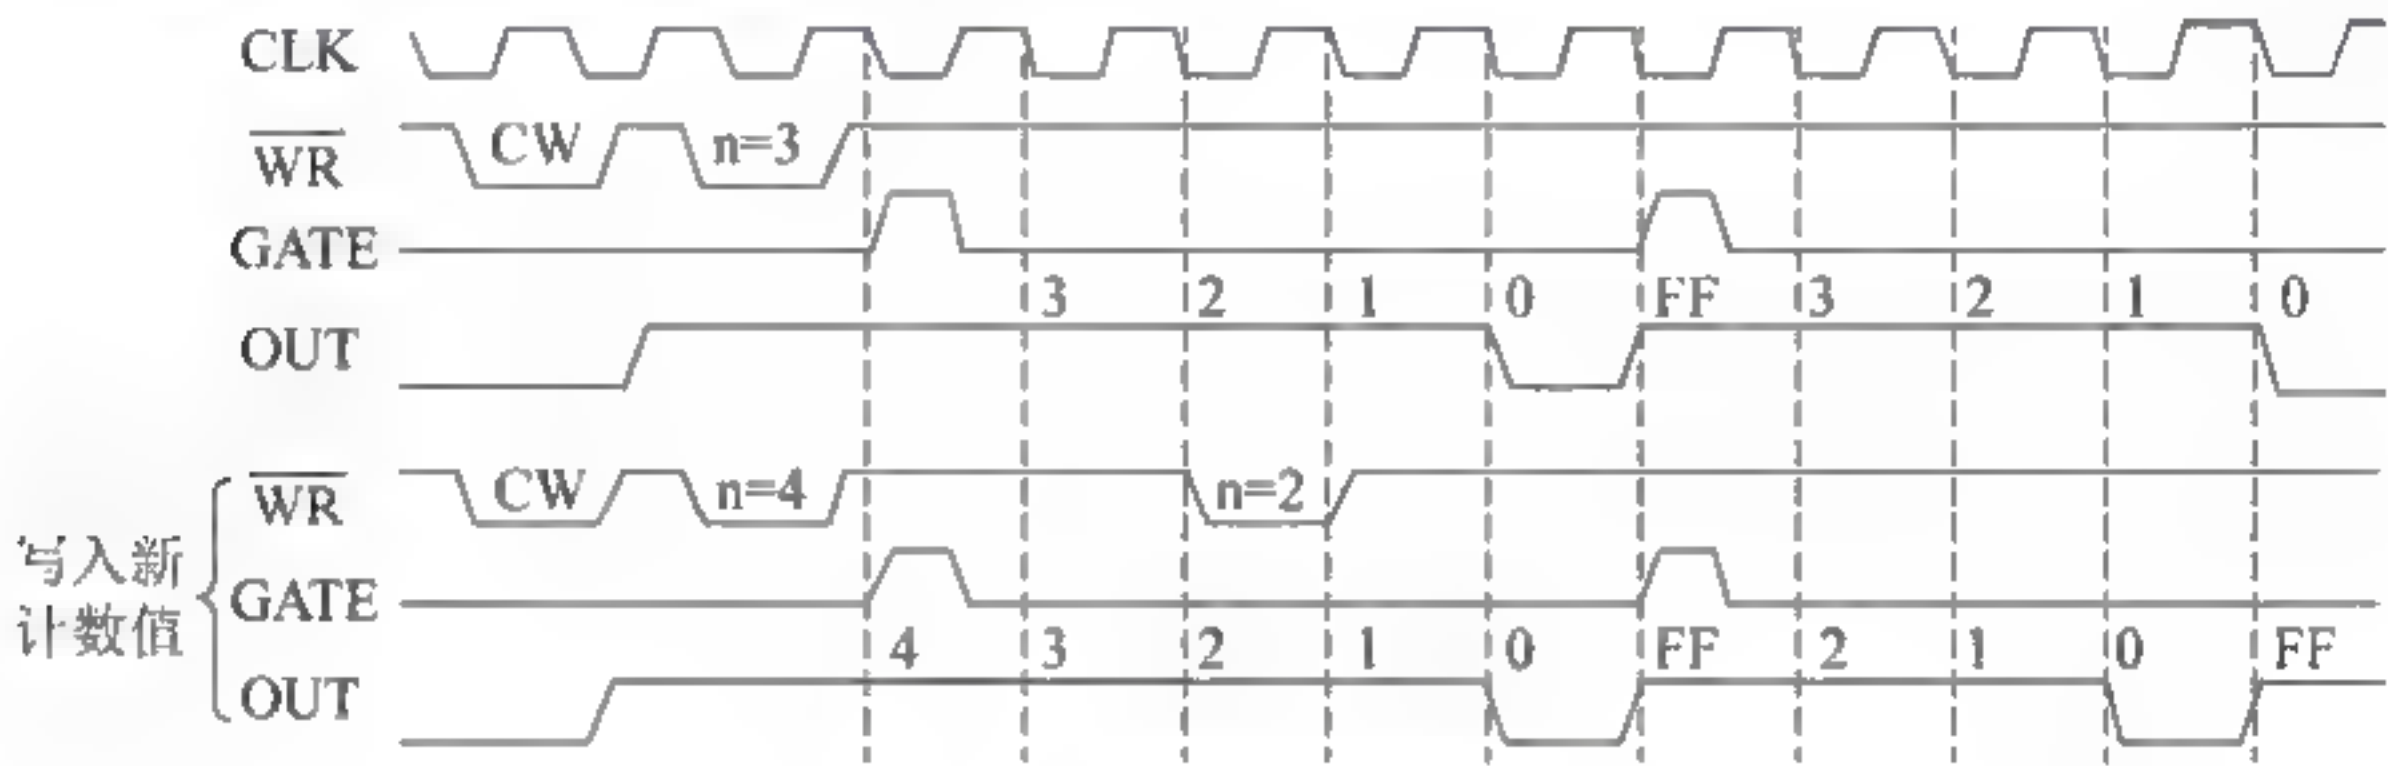 CLK
WR CW n=3
GATE
3 2 1 0 FF 3 2 1 0
OUT
写入新
计数值
WR CW n=4 n=2
GATE
4 3 2 1 0 FF 2 1 0 FF
OUT